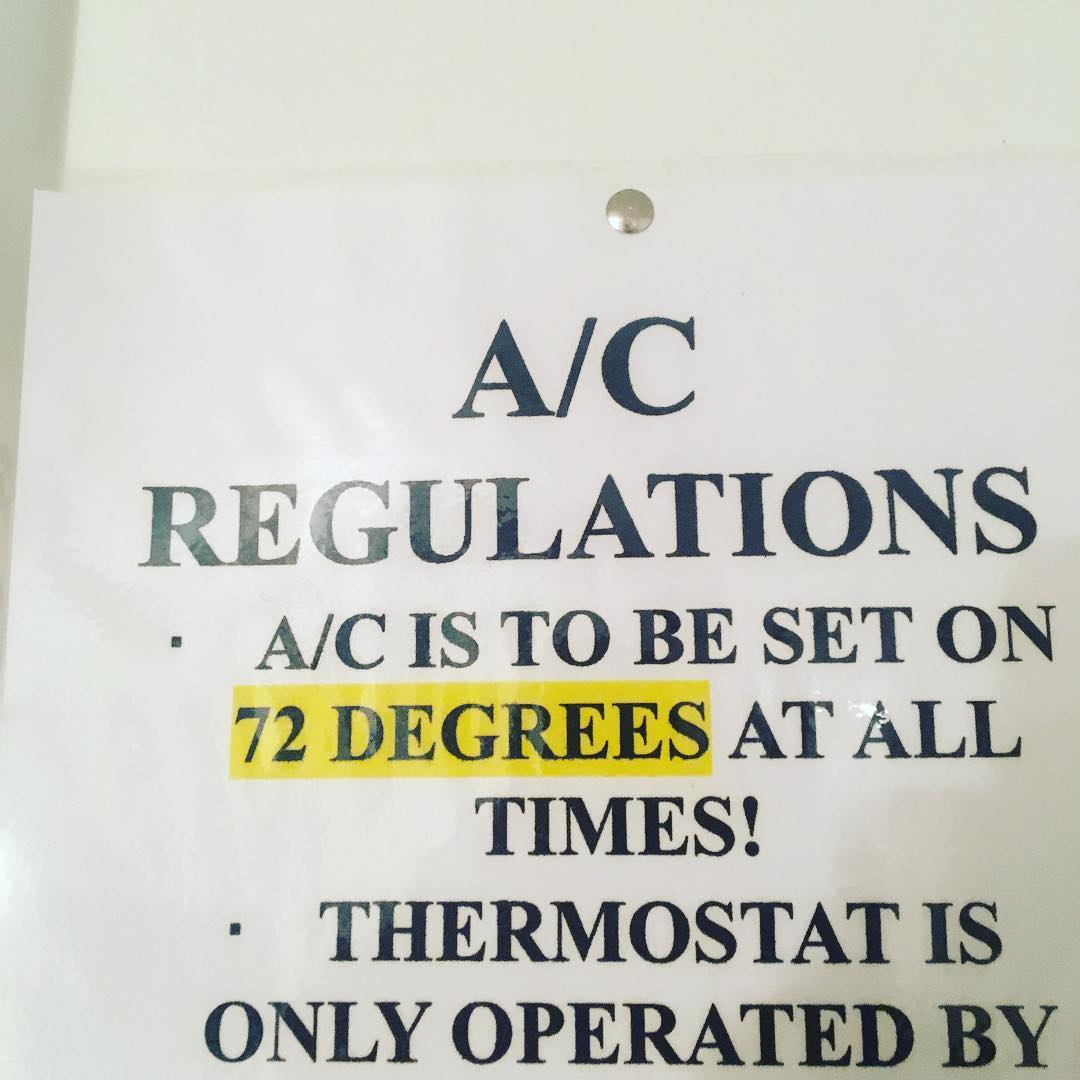 A/C
REGULATIONS
· A/C IS TO BE SET ON
72 DEGREES AT ALL
TIMES!
· THERMOSTAT IS
ONLY OPERATED BY